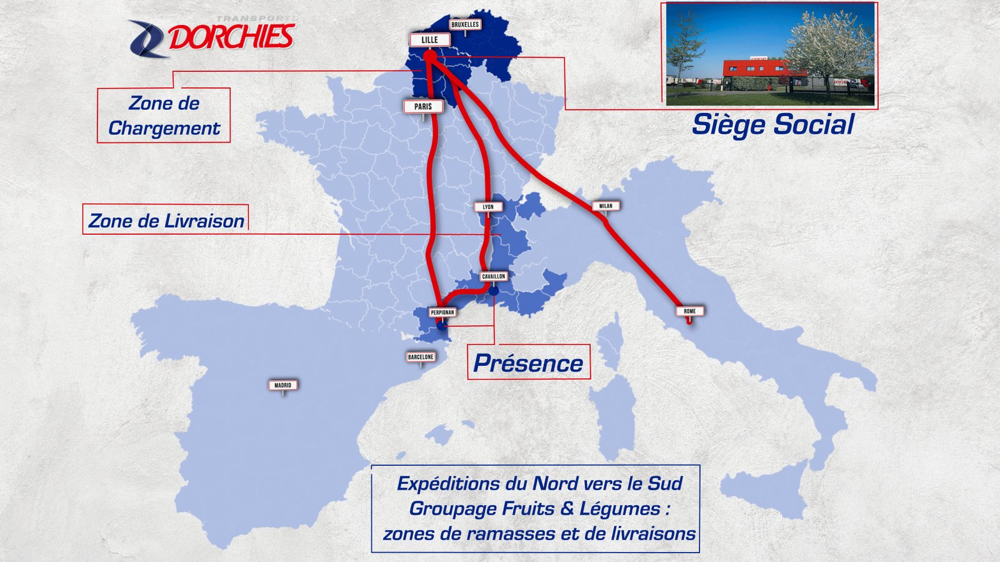 TRANSPORTS
DORCHIES
BRUXELLES
LILLE
DORCHIES
Zone de
Chargement
PARIS
Siège Social
Zone de Livraison
LYON
MILAN
CAVAILLON
PERPIGNAN
ROME
BARCELONE
Présence
MADRID
Expéditions du Nord vers le Sud
Groupage Fruits & Légumes :
zones de ramasses et de livraisons